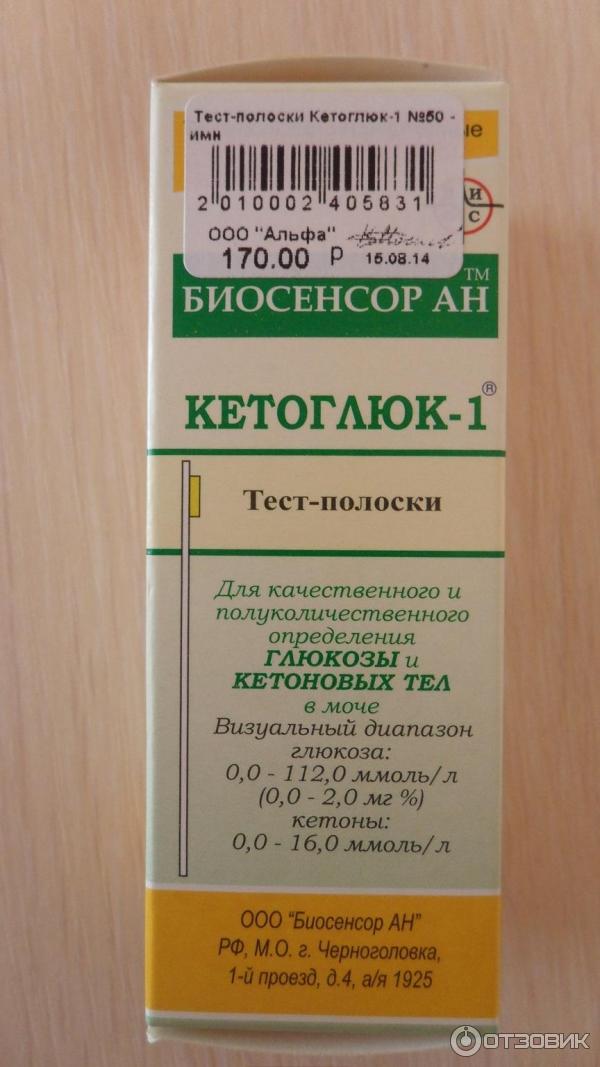 Тест-полоски Кетоглюк-1 №50 -
имн
ые
2 010002 405831
ООО "Альфа"
170.00 р 15.08.14
И
С
БИОСЕНСОР АН ™
КЕТОГЛЮК-1 ®
Тест-полоски
Для качественного и
полуколичественного
определения
ГЛЮКОЗЫ и
КЕТОНОВЫХ ТЕЛ
в моче
Визуальный диапазон
глюкоза:
0,0 - 112,0 ммоль/л
(0,0 - 2,0 мг %)
кетоны:
0,0 - 16,0 ммоль/л
ООО "Биосенсор АН"
РФ, М.О. г. Черноголовка,
1-й проезд, д.4, а/я 1925
ОТЗОВИК